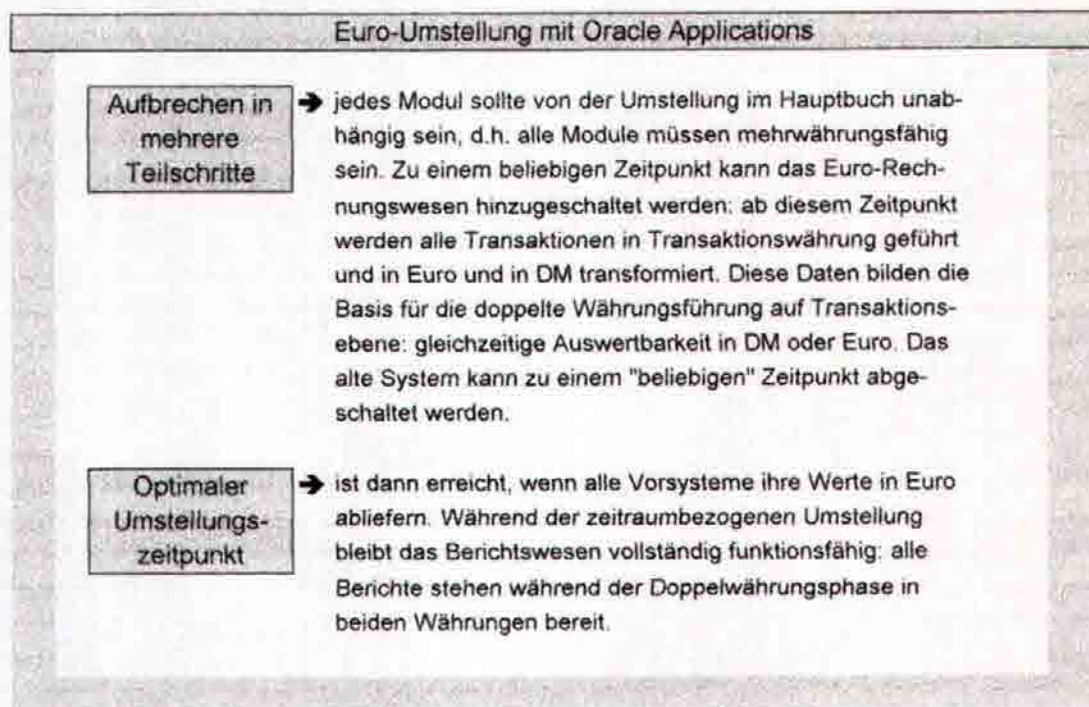 Euro-Umstellung mit Oracle Applications
Aufbrechen in
mehrere
Teilschritte
➔ jedes Modul sollte von der Umstellung im Hauptbuch unab-
hängig sein, d.h. alle Module müssen mehrwährungsfähig
sein. Zu einem beliebigen Zeitpunkt kann das Euro-Rech-
nungswesen hinzugeschaltet werden: ab diesem Zeitpunkt
werden alle Transaktionen in Transaktionswährung geführt
und in Euro und in DM transformiert. Diese Daten bilden die
Basis für die doppelte Währungsführung auf Transaktions-
ebene: gleichzeitige Auswertbarkeit in DM oder Euro. Das
alte System kann zu einem "beliebigen" Zeitpunkt abge-
schaltet werden.
Optimaler
Umstellungs-
zeitpunkt
➔ ist dann erreicht, wenn alle Vorsysteme ihre Werte in Euro
abliefern. Während der zeitraumbezogenen Umstellung
bleibt das Berichtswesen vollständig funktionsfähig: alle
Berichte stehen während der Doppelwährungsphase in
beiden Währungen bereit.